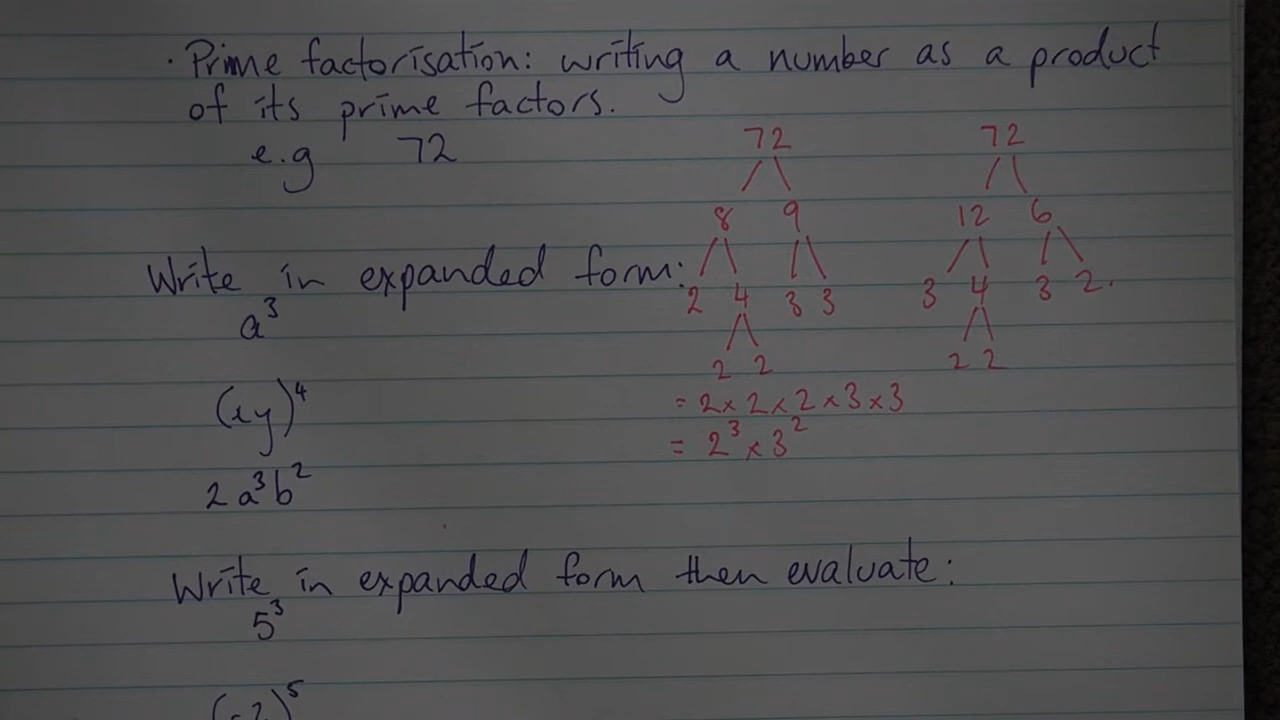 · Prime factorisation: writing a number as a product
of its prime factors.
e.g 72
72 72
8 9 12 6
Write in expanded form:
2 4 3 3 3 4 3 2.
a³
2 2 2 2
(xy)⁴
= 2 × 2 × 2 × 3 × 3
= 2³ × 3²
2a³b²
Write in expanded form then evaluate:
5³
(-2)⁵